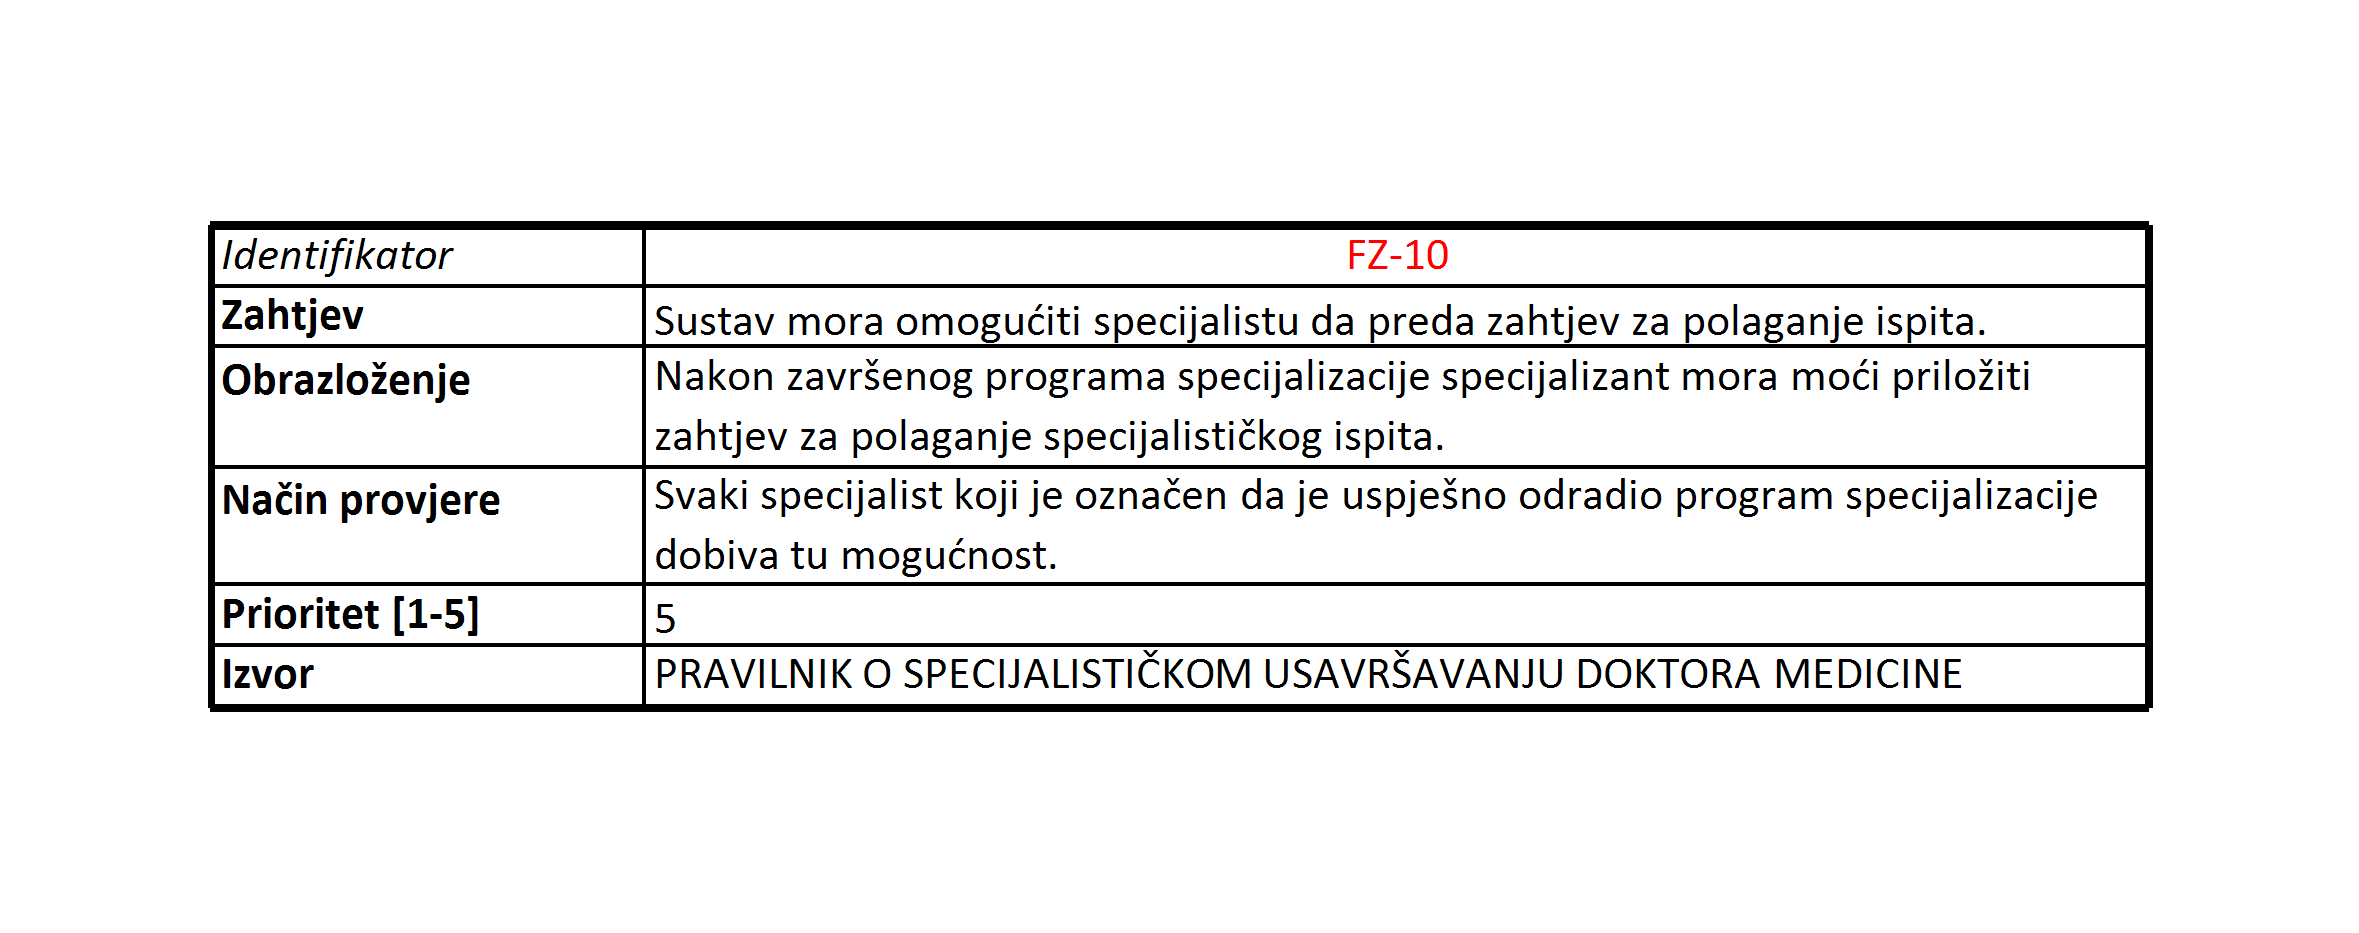 Identifikator FZ-10
Zahtjev Sustav mora omogućiti specijalistu da preda zahtjev za polaganje ispita.
Obrazloženje Nakon završenog programa specijalizacije specijalizant mora moći priložiti
zahtjev za polaganje specijalističkog ispita.
Način provjere Svaki specijalist koji je označen da je uspješno odradio program specijalizacije
dobiva tu mogućnost.
Prioritet [1-5] 5
Izvor PRAVILNIK O SPECIJALISTIČKOM USAVRŠAVANJU DOKTORA MEDICINE